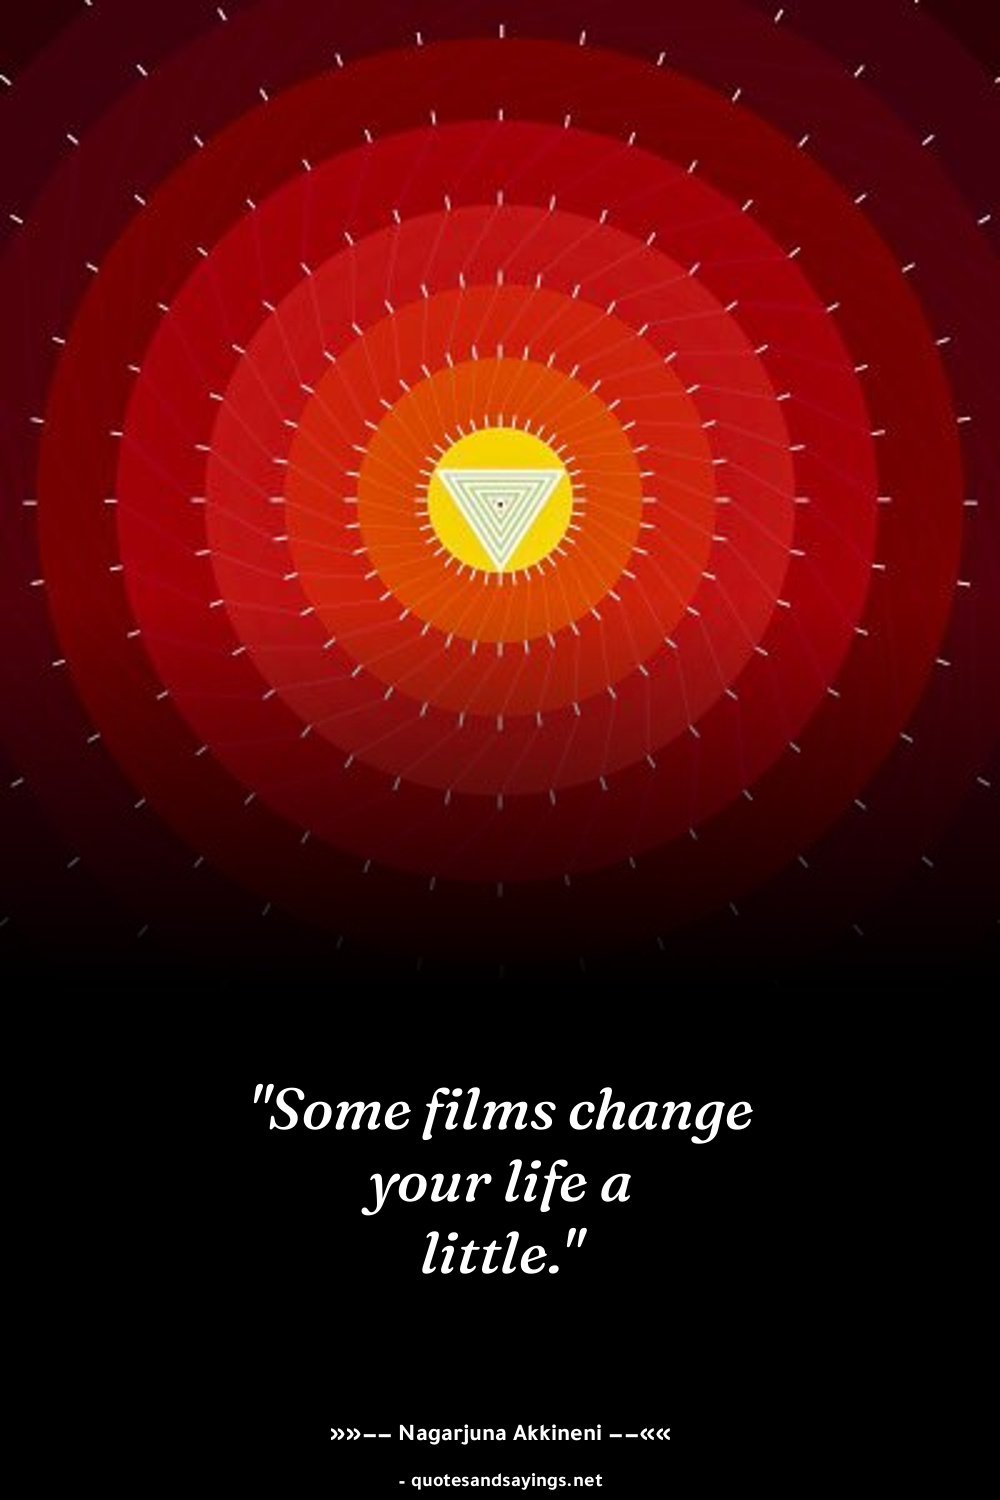 "Some films change
your life a
little."
»»−− Nagarjuna Akkineni −−««
- quotesandsayings.net